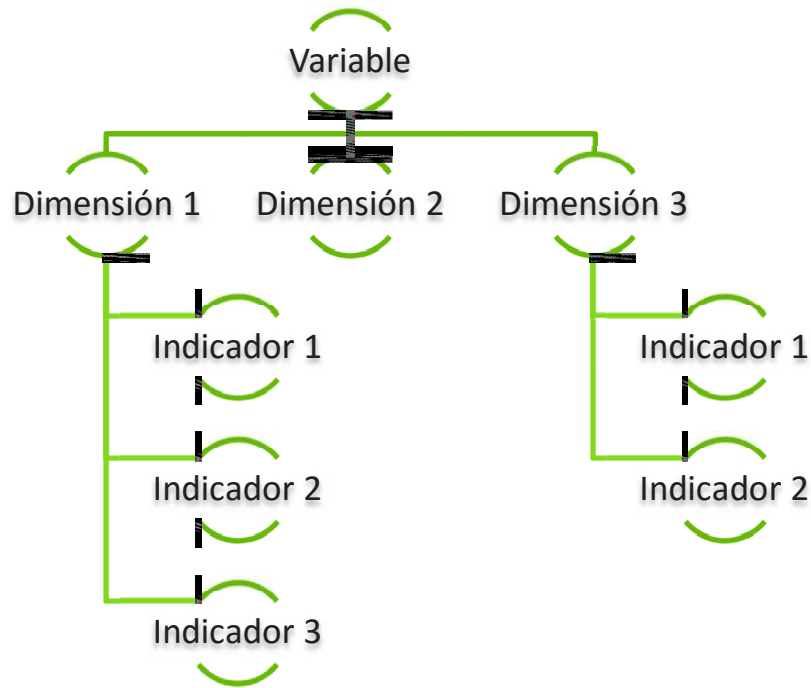 Variable
Dimensión 1
Dimensión 2
Dimensión 3
Indicador 1
Indicador 2
Indicador 3
Indicador 1
Indicador 2